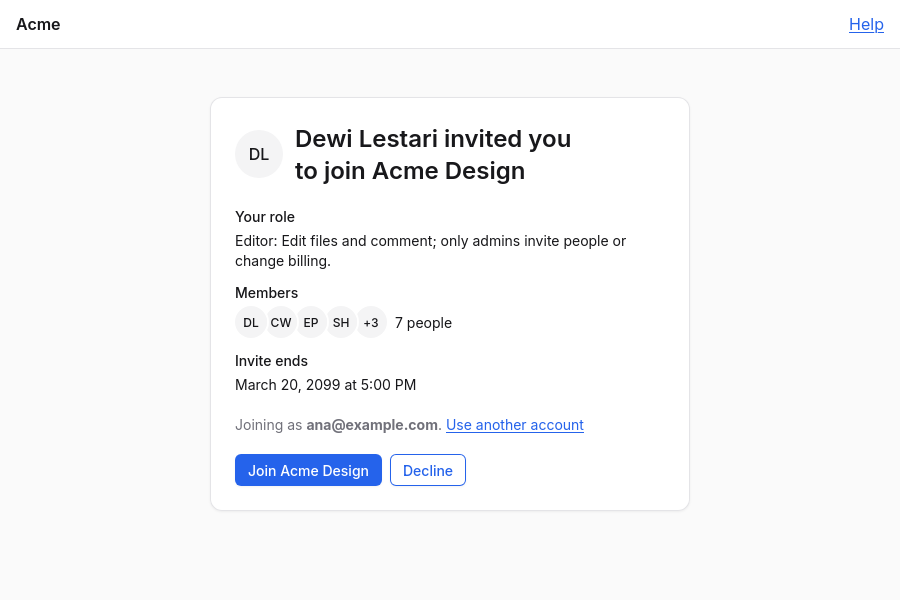 Acme
Help
DL
Dewi Lestari invited you
to join Acme Design
Your role
Editor: Edit files and comment; only admins invite people or
change billing.
Members
DL CW EP SH +3 7 people
Invite ends
March 20, 2099 at 5:00 PM
Joining as ana@example.com. Use another account
Join Acme Design
Decline